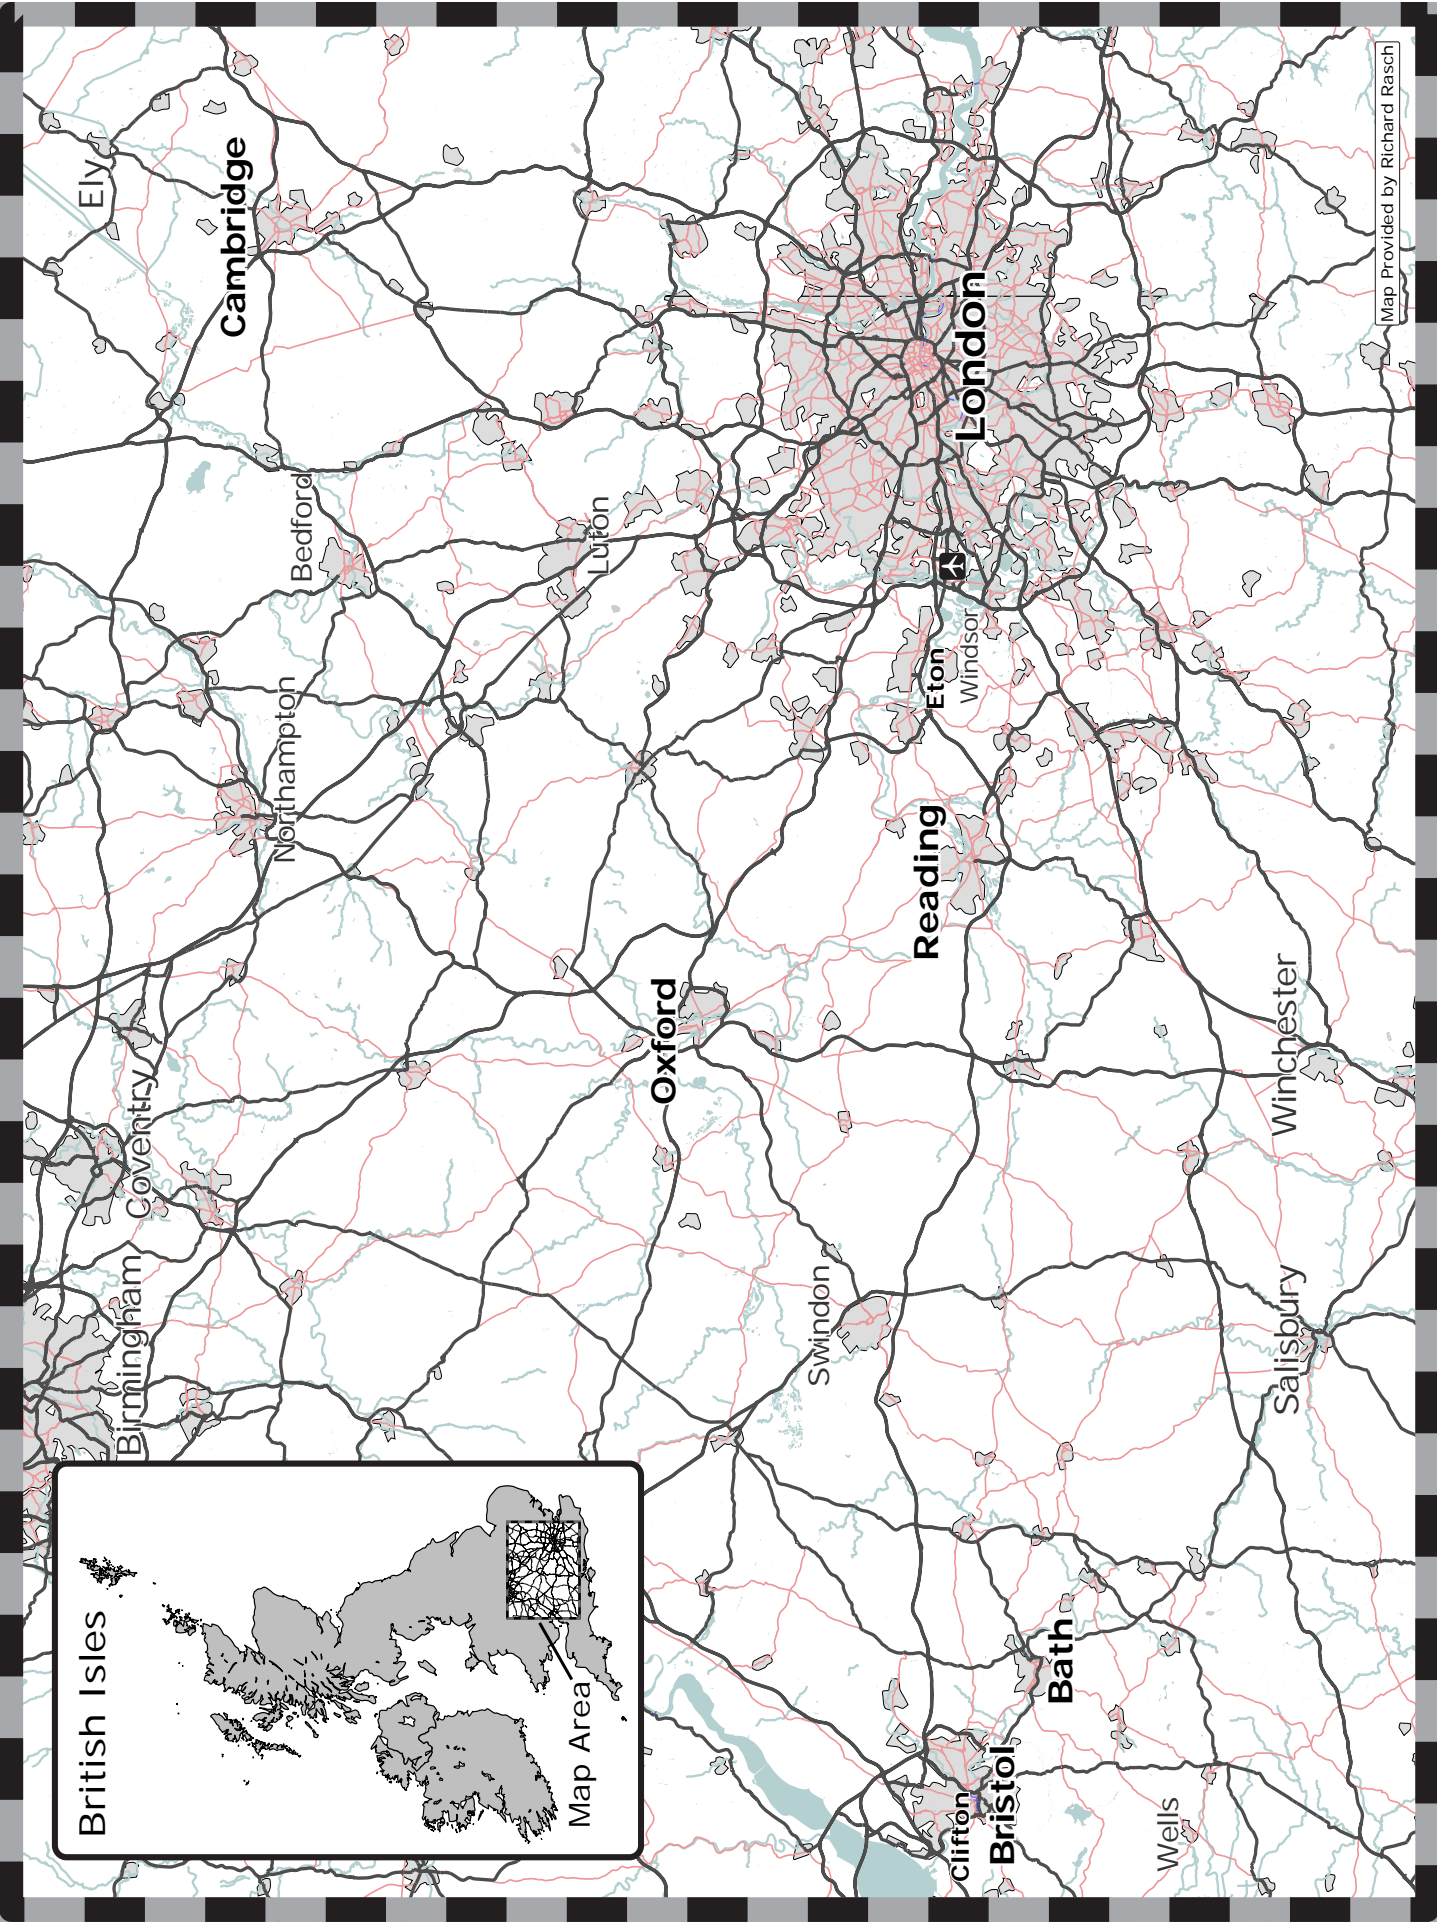 British Isles
Map Area
Birmingham
Coventry
Northampton
Bedford
Cambridge
Ely
Luton
Oxford
Swindon
Reading
Eton
Windsor
London
Clifton
Bristol
Bath
Wells
Salisbury
Winchester
Map Provided by Richard Rasch